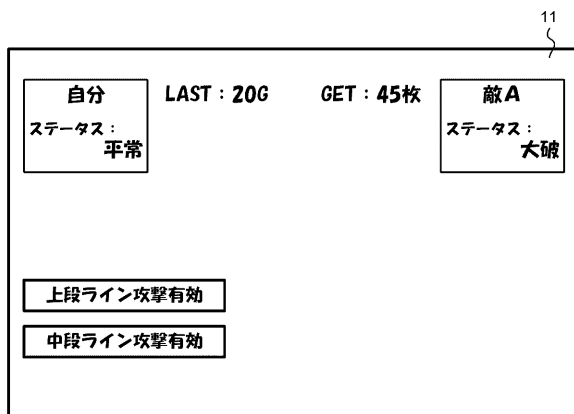 11
自分
ステータス：
平常
LAST：20G
GET：45枚
敵A
ステータス：
大破
上段ライン攻撃有効
中段ライン攻撃有効